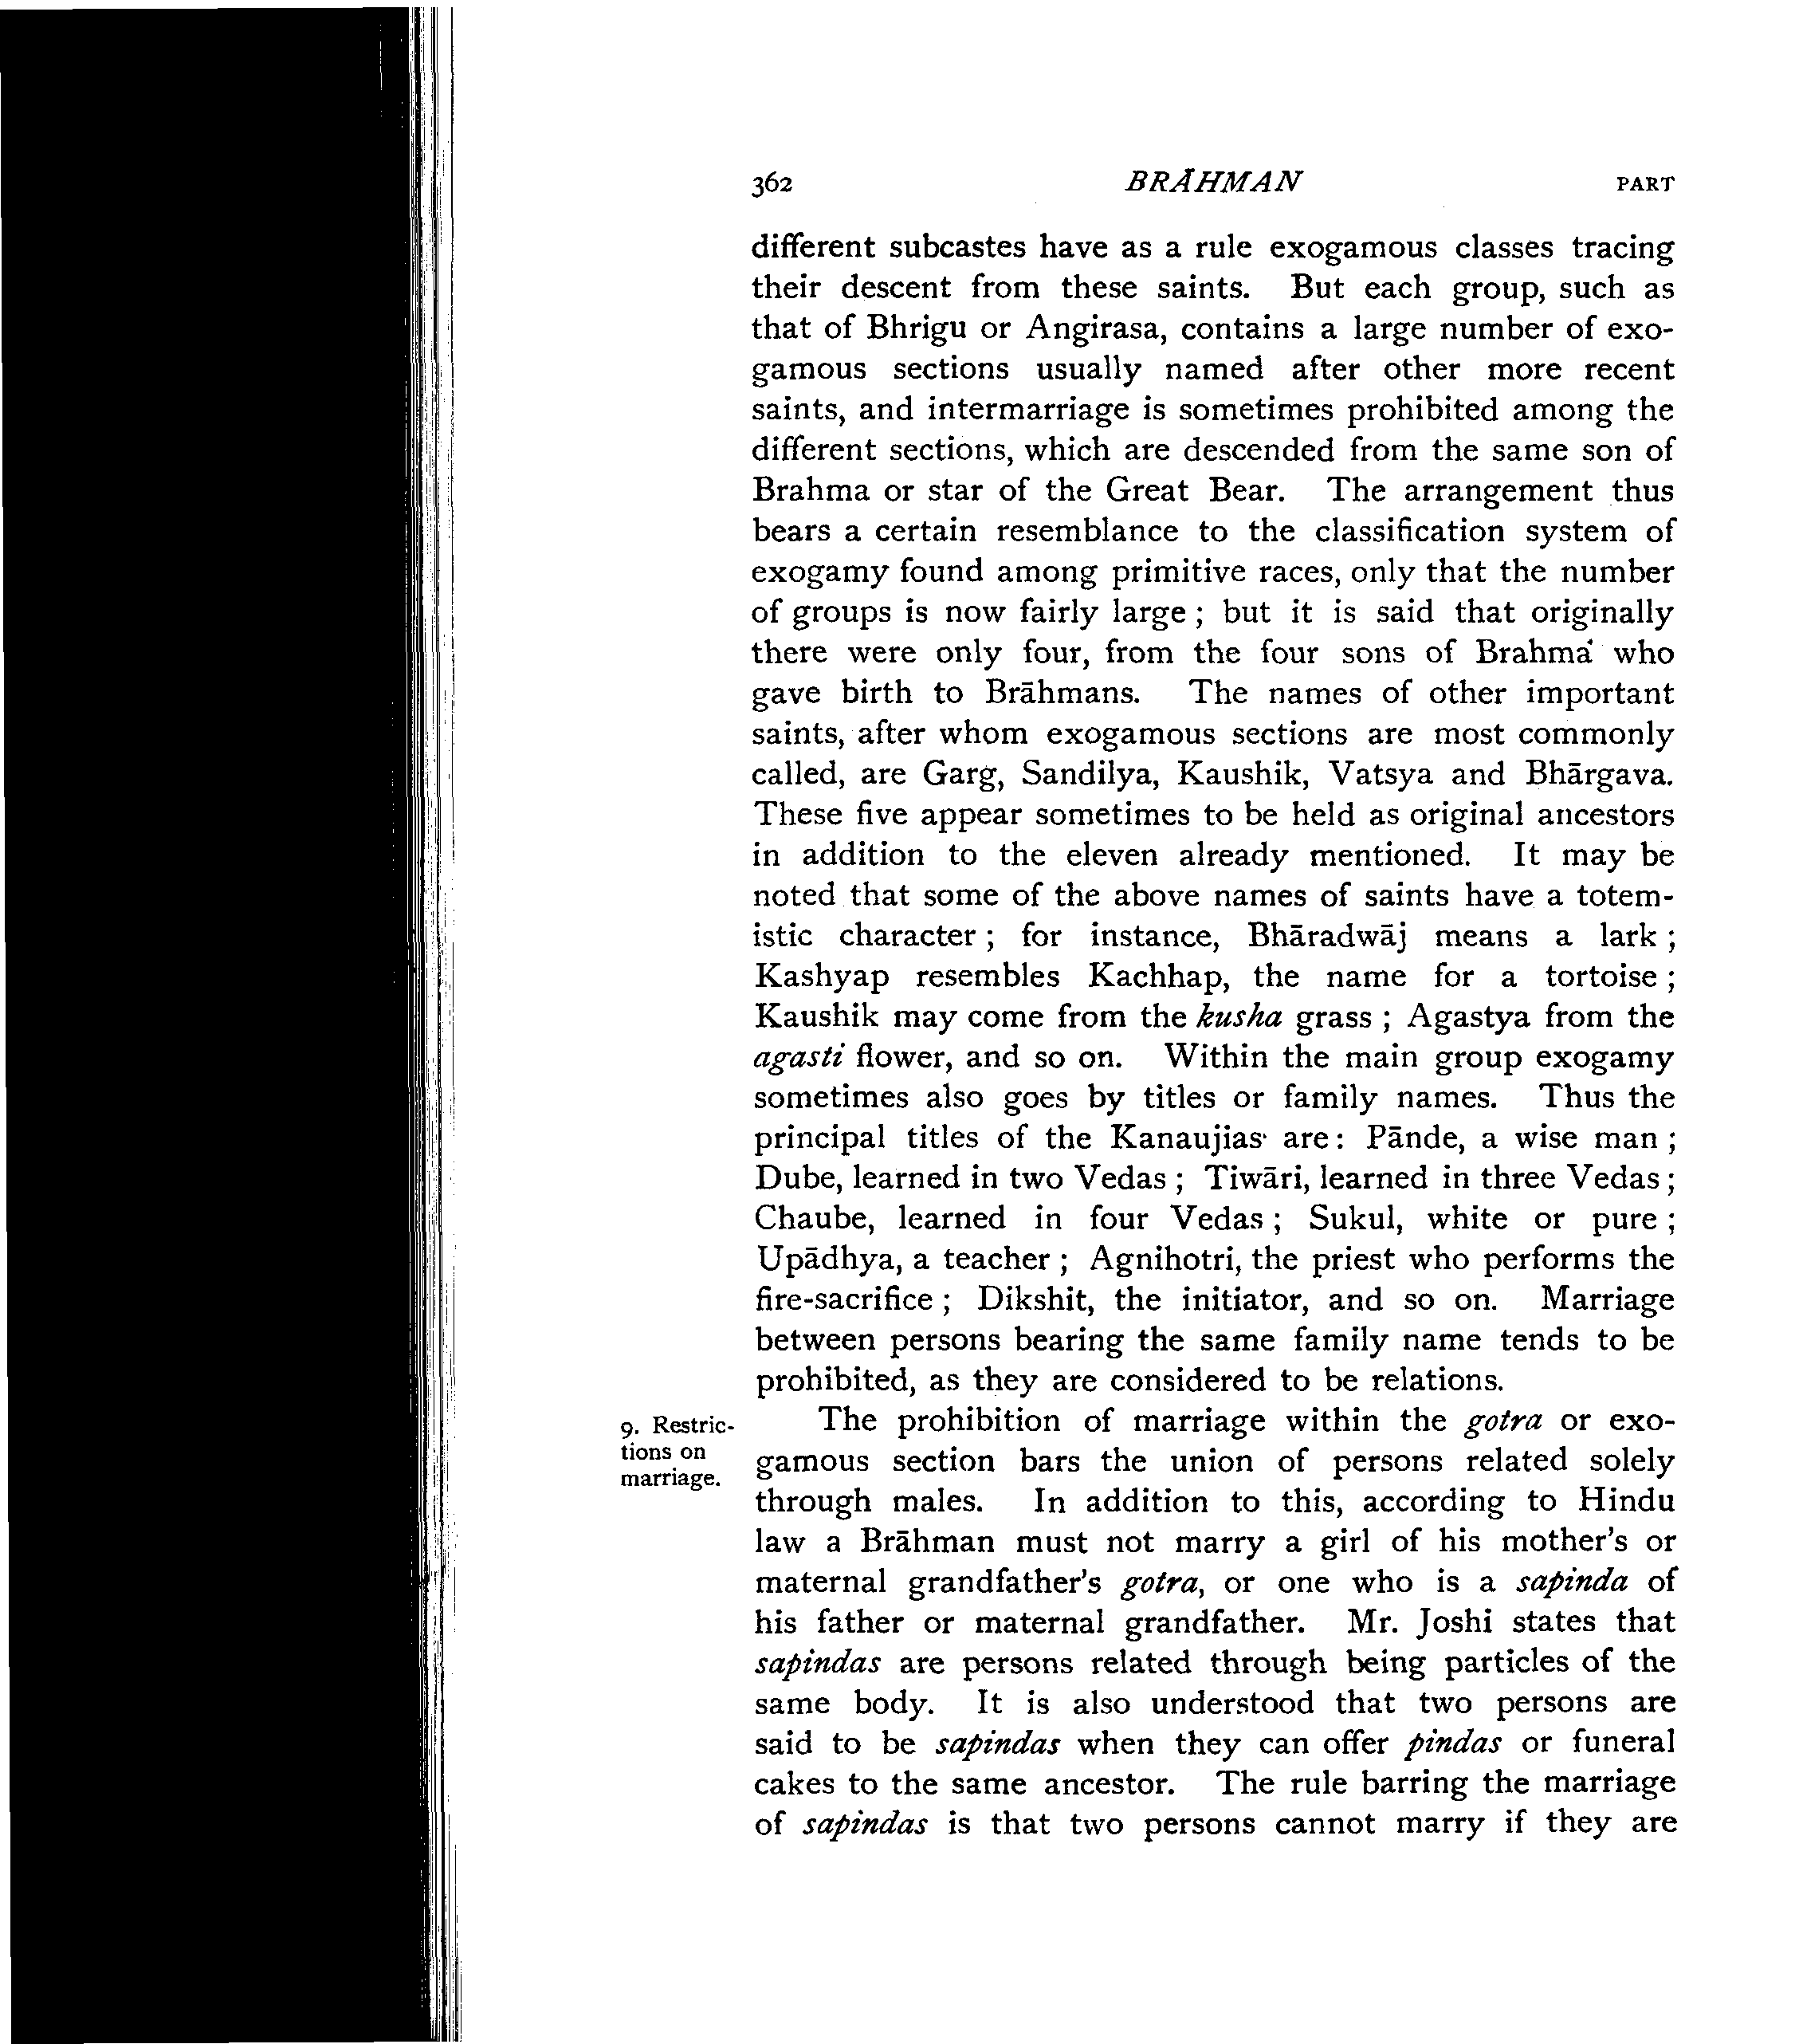 362 BRĀHMAN PART
different subcastes have as a rule exogamous classes tracing
their descent from these saints. But each group, such as
that of Bhrigu or Angirasa, contains a large number of exo-
gamous sections usually named after other more recent
saints, and intermarriage is sometimes prohibited among the
different sections, which are descended from the same son of
Brahma or star of the Great Bear. The arrangement thus
bears a certain resemblance to the classification system of
exogamy found among primitive races, only that the number
of groups is now fairly large ; but it is said that originally
there were only four, from the four sons of Brahma who
gave birth to Brāhmans. The names of other important
saints, after whom exogamous sections are most commonly
called, are Garg, Sandilya, Kaushik, Vatsya and Bhārgava.
These five appear sometimes to be held as original ancestors
in addition to the eleven already mentioned. It may be
noted that some of the above names of saints have a totem-
istic character ; for instance, Bhāradwāj means a lark ;
Kashyap resembles Kachhap, the name for a tortoise ;
Kaushik may come from the kusha grass ; Agastya from the
agasti flower, and so on. Within the main group exogamy
sometimes also goes by titles or family names. Thus the
principal titles of the Kanaujias are : Pānde, a wise man ;
Dube, learned in two Vedas ; Tiwāri, learned in three Vedas ;
Chaube, learned in four Vedas ; Sukul, white or pure ;
Upādhya, a teacher ; Agnihotri, the priest who performs the
fire-sacrifice ; Dikshit, the initiator, and so on. Marriage
between persons bearing the same family name tends to be
prohibited, as they are considered to be relations.
9. Restric-
tions on
marriage.
The prohibition of marriage within the gotra or exo-
gamous section bars the union of persons related solely
through males. In addition to this, according to Hindu
law a Brāhman must not marry a girl of his mother's or
maternal grandfather's gotra, or one who is a sapinda of
his father or maternal grandfather. Mr. Joshi states that
sapindas are persons related through being particles of the
same body. It is also understood that two persons are
said to be sapindas when they can offer pindas or funeral
cakes to the same ancestor. The rule barring the marriage
of sapindas is that two persons cannot marry if they are